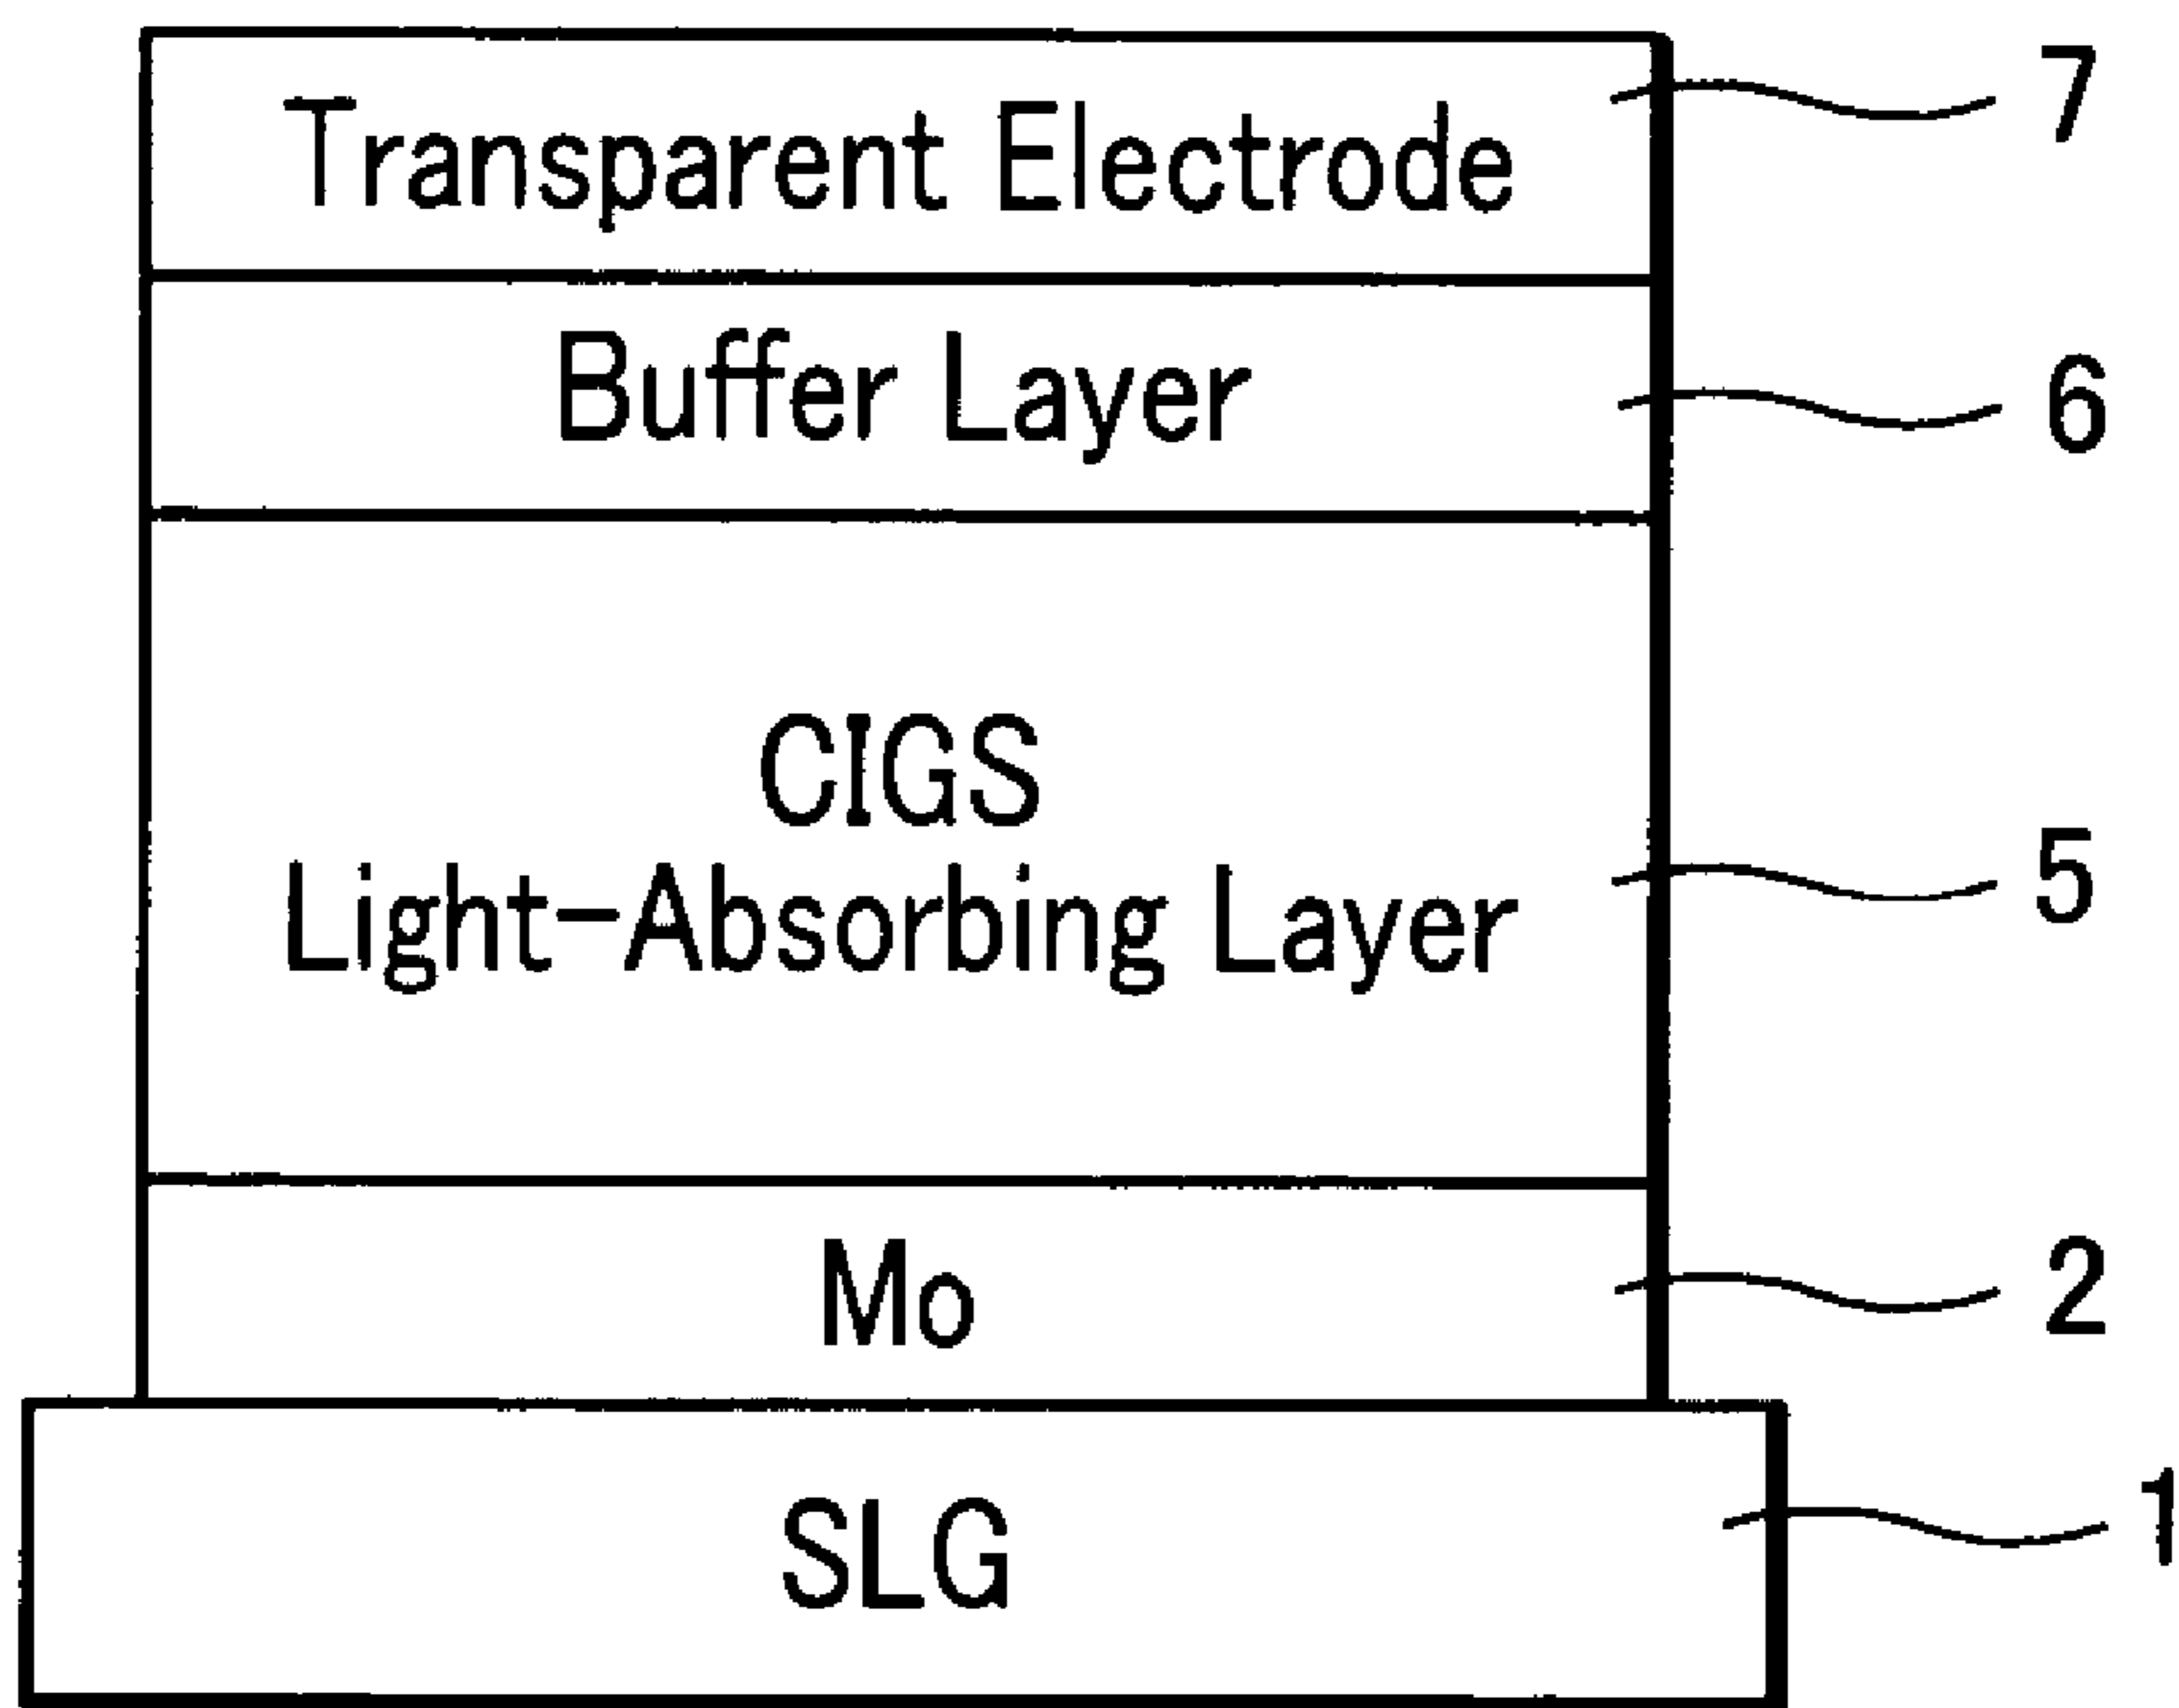 Transparent Electrode 7
Buffer Layer 6
CIGS
Light-Absorbing Layer 5
Mo 2
SLG 1